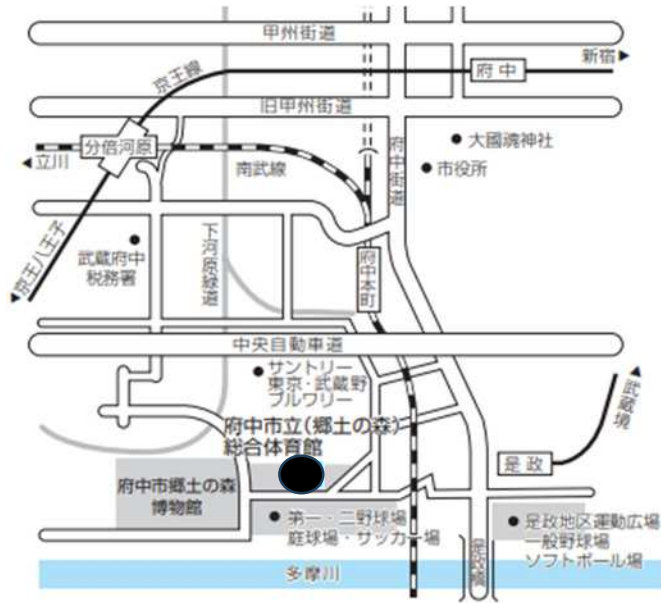 甲州街道
新宿▶
京王線
府中
旧甲州街道
分倍河原
◀立川
南武線
府中街道
大國魂神社
市役所
◀京王八王子
武蔵府中
税務署
下河原緑道
府中本町
中央自動車道
サントリー
東京・武蔵野
ブルワリー
▲武蔵境
府中市立(郷土の森)
総合体育館
是政
府中市郷土の森
博物館
第一・二野球場
庭球場・サッカー場
是政橋
是政地区運動広場
一般野球場
ソフトボール場
多摩川